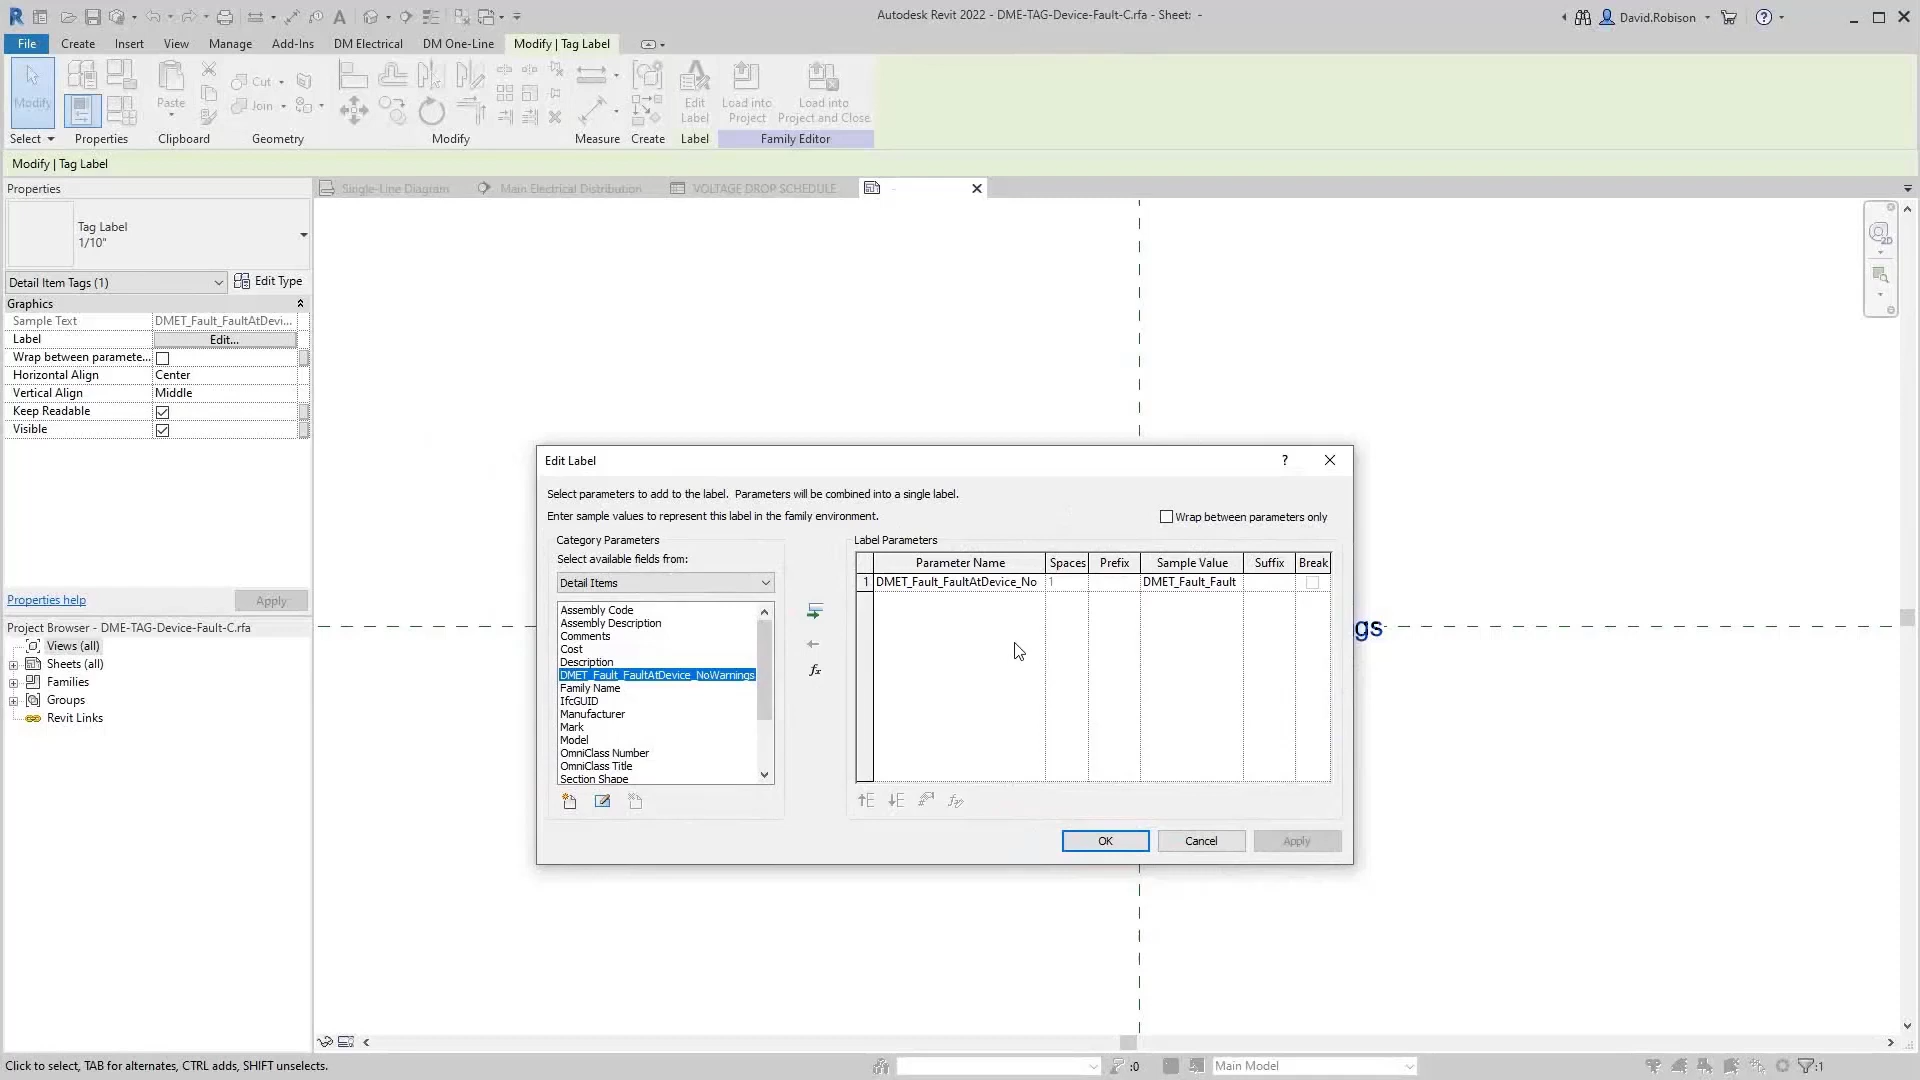 Autodesk Revit 2022 - DME-TAG-Device-Fault-C.rfa - Sheet:  -
David.Robison
File
Create
Insert
View
Manage
Add-Ins
DM Electrical
DM One-Line
Modify | Tag Label
Modify
Paste
Cut
Join
Edit
Label
Load into
Project
Load into
Project and Close
Select
Properties
Clipboard
Geometry
Modify
Measure
Create
Label
Family Editor
Modify | Tag Label
Properties
Single-Line Diagram
Main Electrical Distribution
VOLTAGE DROP SCHEDULE
-
Tag Label
1/10"
Detail Item Tags (1)
Edit Type
Graphics
Sample Text DMET_Fault_FaultAtDevi...
Label Edit...
Wrap between paramete...
Horizontal Align Center
Vertical Align Middle
Keep Readable
Visible
Properties help
Apply
Project Browser - DME-TAG-Device-Fault-C.rfa
Views (all)
Sheets (all)
Families
Groups
Revit Links
2D
gs
Edit Label
?
Select parameters to add to the label.  Parameters will be combined into a single label.
Enter sample values to represent this label in the family environment.
Wrap between parameters only
Category Parameters
Select available fields from:
Detail Items
Assembly Code
Assembly Description
Comments
Cost
Description
DMET_Fault_FaultAtDevice_NoWarnings
Family Name
IfcGUID
Manufacturer
Mark
Model
OmniClass Number
OmniClass Title
Section Shape
fx
Label Parameters
Parameter Name Spaces Prefix Sample Value Suffix Break
1 DMET_Fault_FaultAtDevice_No 1 DMET_Fault_Fault
OK
Cancel
Apply
Click to select, TAB for alternates, CTRL adds, SHIFT unselects.
:0
Main Model
:1